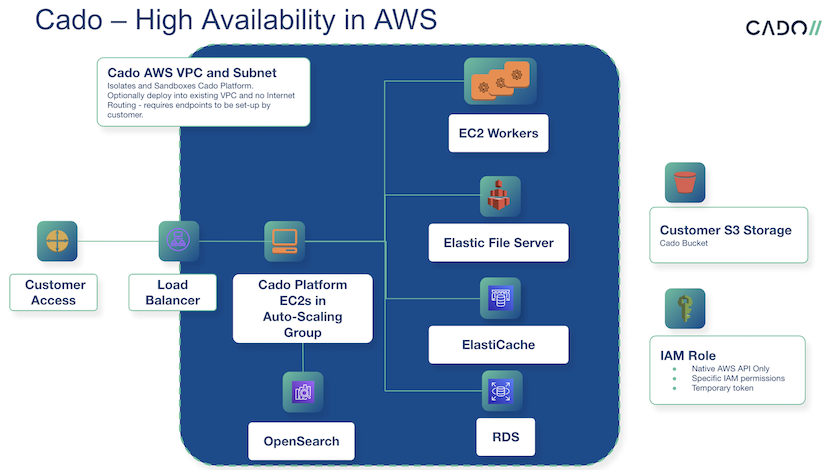 Cado – High Availability in AWS
CADO//
Cado AWS VPC and Subnet
Isolates and Sandboxes Cado Platform.
Optionally deploy into existing VPC and no Internet
Routing - requires endpoints to be set-up by
customer.
EC2 Workers
Elastic File Server
Customer S3 Storage
Cado Bucket
Customer
Access
Load
Balancer
Cado Platform
EC2s in
Auto-Scaling
Group
ElastiCache
IAM Role
● Native AWS API Only
● Specific IAM permissions
● Temporary token
OpenSearch
RDS